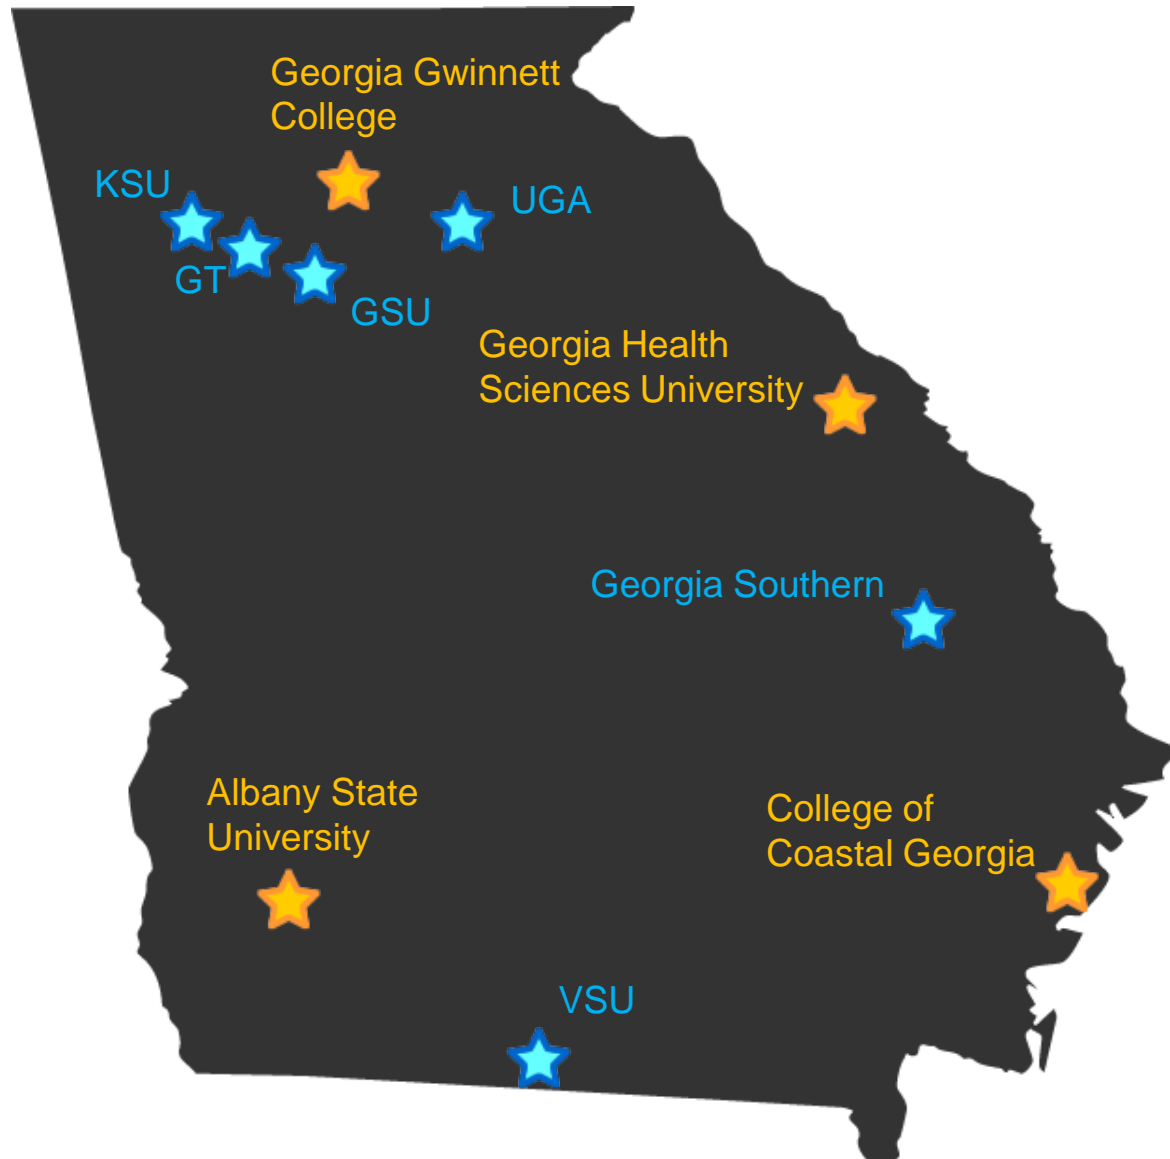 Georgia Gwinnett
College
KSU
UGA
GT
GSU
Georgia Health
Sciences University
Georgia Southern
Albany State
University
College of
Coastal Georgia
VSU